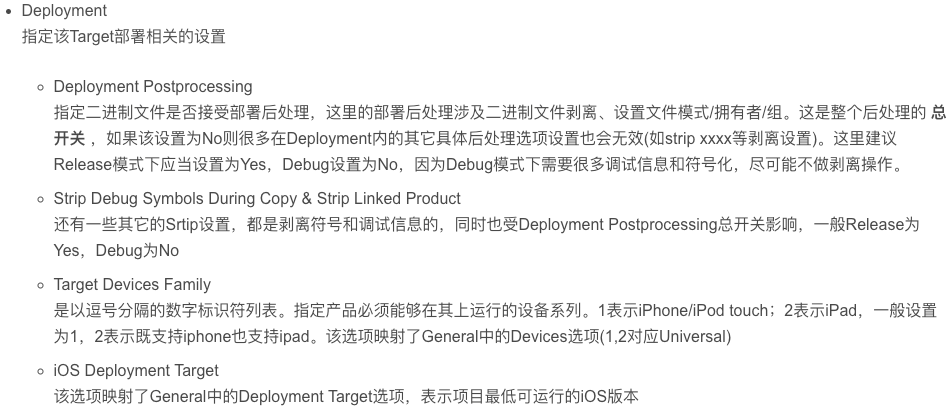 Deployment
指定该Target部署相关的设置
Deployment Postprocessing
指定二进制文件是否接受部署后处理，这里的部署后处理涉及二进制文件剥离、设置文件模式/拥有者/组。这是整个后处理的 总
开关 ，如果该设置为No则很多在Deployment内的其它具体后处理选项设置也会无效(如strip xxxx等剥离设置)。这里建议
Release模式下应当设置为Yes，Debug设置为No，因为Debug模式下需要很多调试信息和符号化，尽可能不做剥离操作。
Strip Debug Symbols During Copy & Strip Linked Product
还有一些其它的Srtip设置，都是剥离符号和调试信息的，同时也受Deployment Postprocessing总开关影响，一般Release为
Yes，Debug为No
Target Devices Family
是以逗号分隔的数字标识符列表。指定产品必须能够在其上运行的设备系列。1表示iPhone/iPod touch；2表示iPad，一般设置
为1，2表示既支持iphone也支持ipad。该选项映射了General中的Devices选项(1,2对应Universal)
iOS Deployment Target
该选项映射了General中的Deployment Target选项，表示项目最低可运行的iOS版本